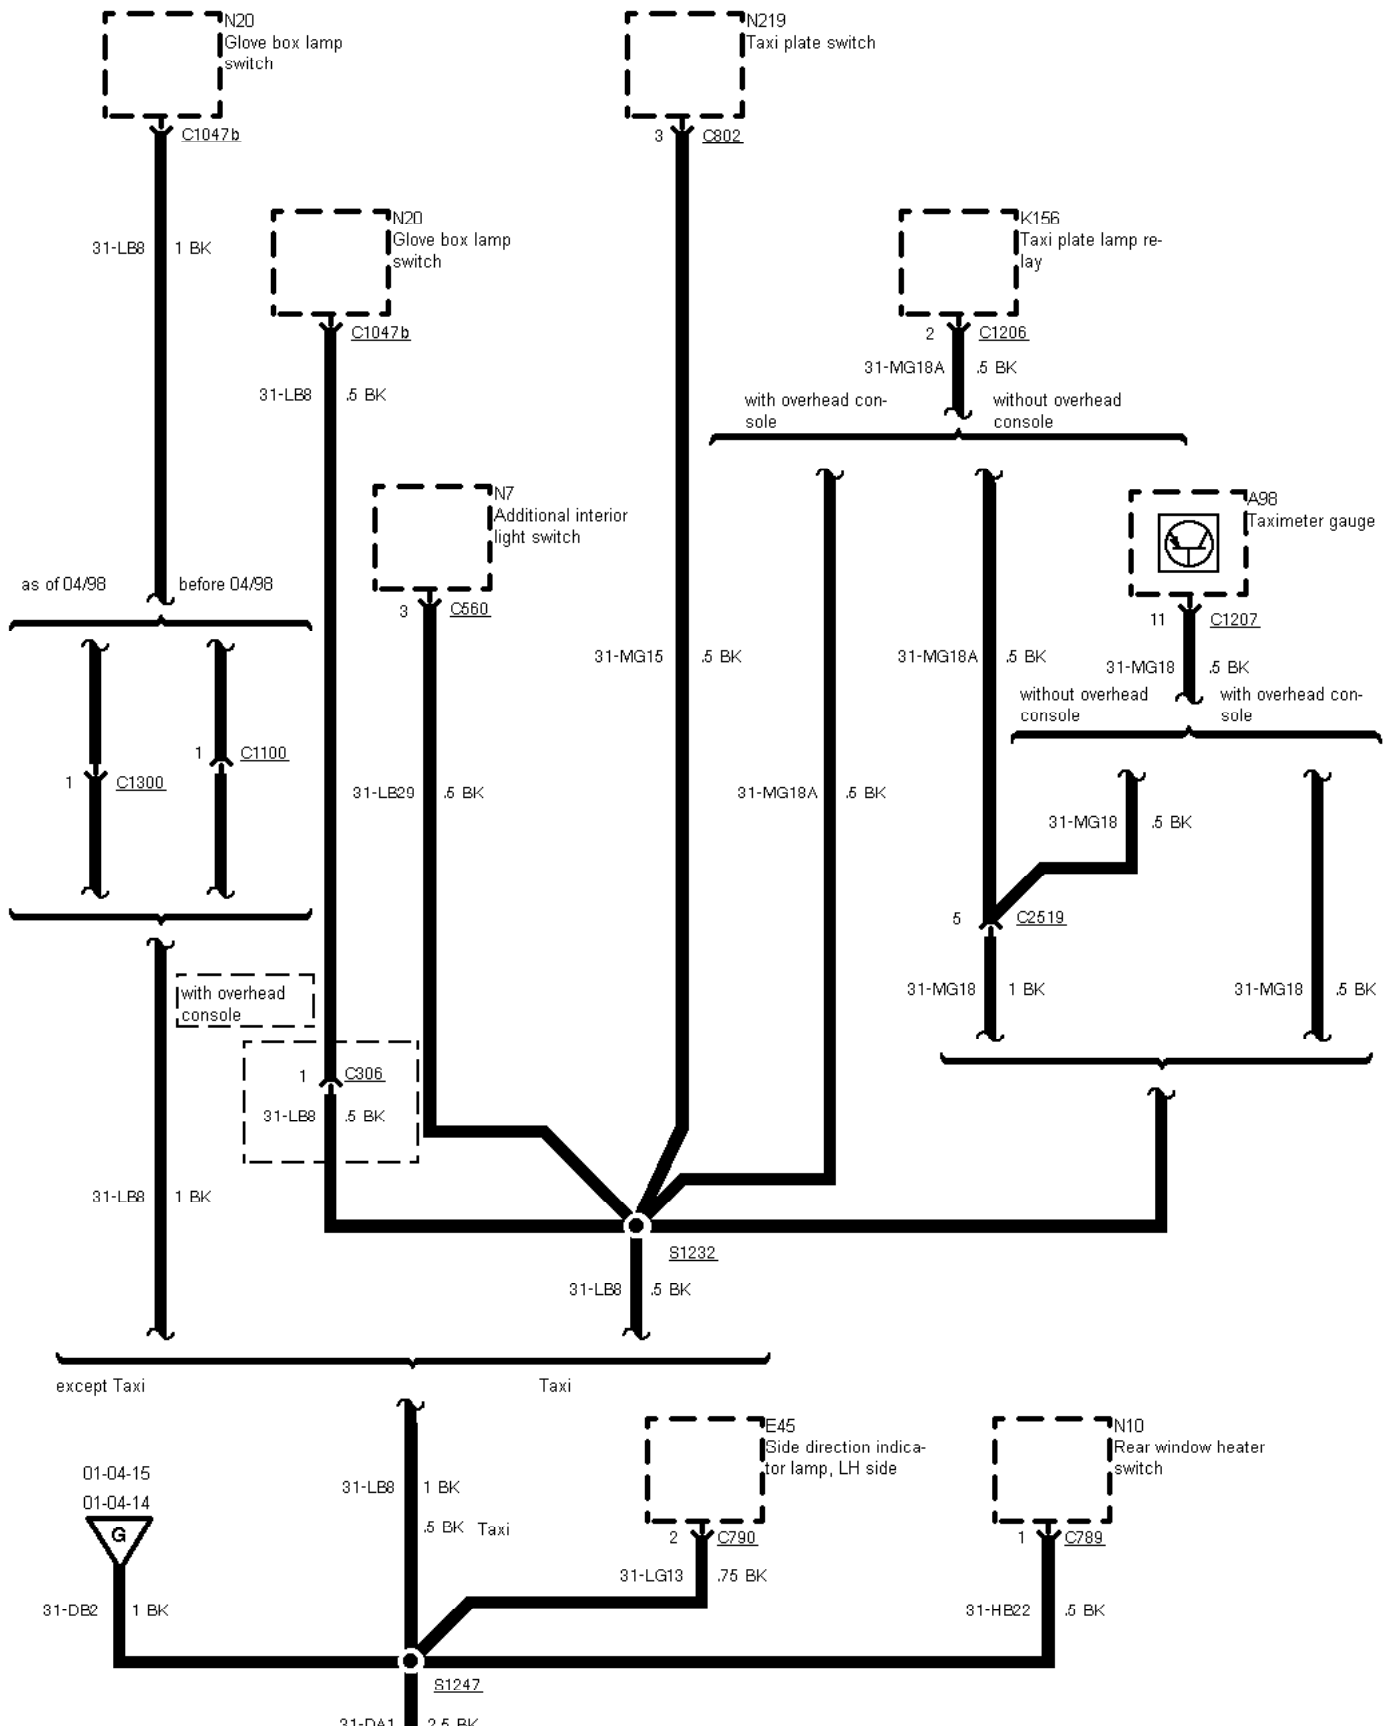 N20
Glove box lamp
switch
C1047b
N219
Taxi plate switch
3
C802
31-LB8
1 BK
N20
Glove box lamp
switch
C1047b
K156
Taxi plate lamp re-
lay
2
C1206
31-MG18A
.5 BK
31-LB8
.5 BK
with overhead con-
sole
without overhead
console
N7
Additional interior
light switch
3
C560
A98
Taximeter gauge
11
C1207
as of 04/98
before 04/98
31-MG15
.5 BK
31-MG18A
.5 BK
31-MG18
.5 BK
without overhead
console
with overhead con-
sole
1
C1300
1
C1100
31-LB29
.5 BK
31-MG18A
.5 BK
31-MG18
.5 BK
5
C2519
with overhead
console
31-MG18
1 BK
31-MG18
.5 BK
1
C306
31-LB8
.5 BK
31-LB8
1 BK
S1232
31-LB8
.5 BK
except Taxi
Taxi
01-04-15
01-04-14
G
31-LB8
1 BK
.5 BK
Taxi
E45
Side direction indica-
tor lamp, LH side
2
C790
31-LG13
.75 BK
N10
Rear window heater
switch
1
C789
31-DB2
1 BK
31-HB22
.5 BK
S1247
31-DA1
2.5 BK